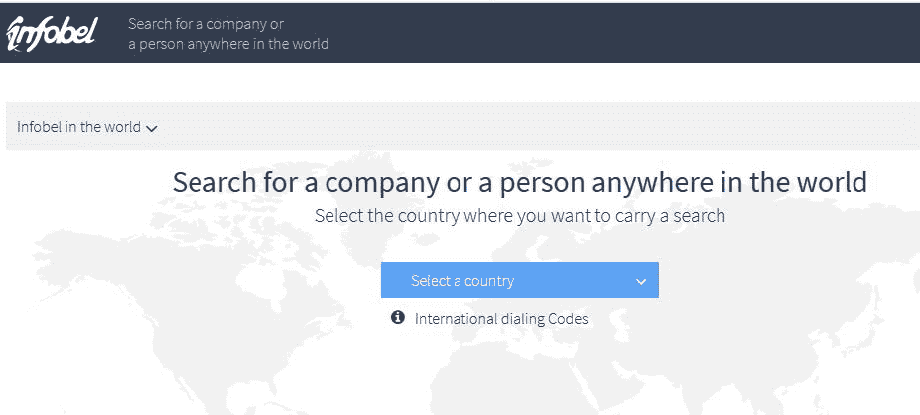 infobel
Search for a company or
a person anywhere in the world
Infobel in the world
Search for a company or a person anywhere in the world
Select the country where you want to carry a search
Select a country
International dialing Codes